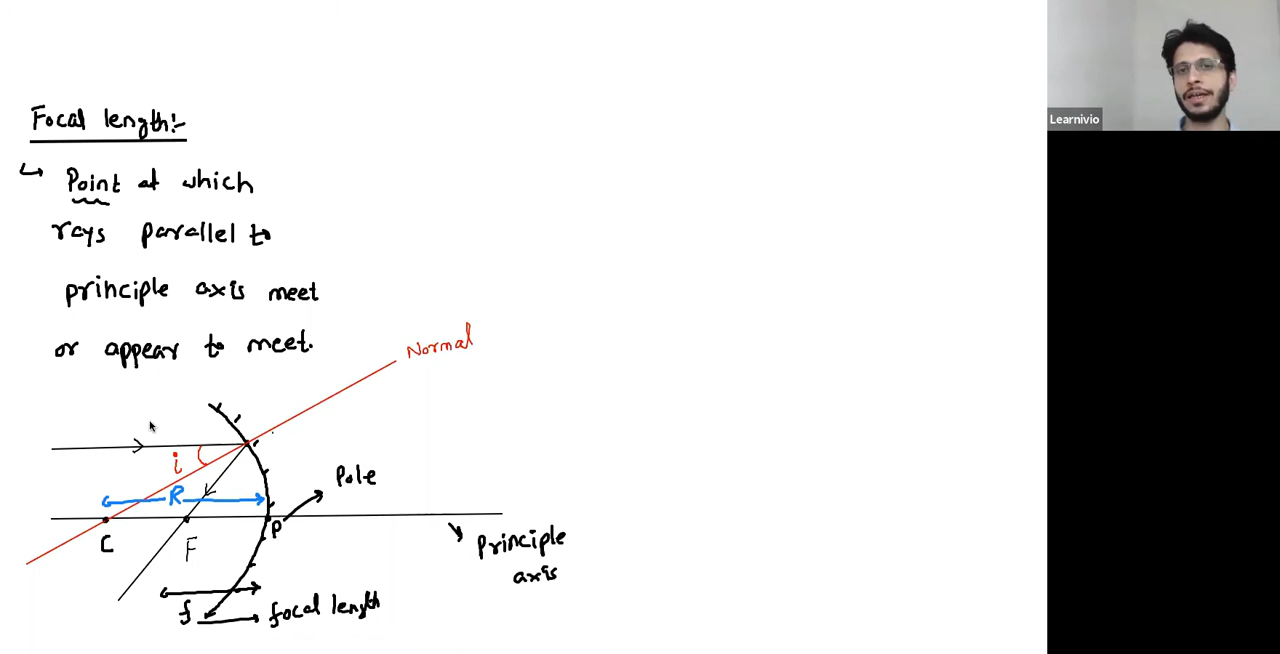 Focal length:-
↳ Point at which
rays parallel to
principle axis meet
or appear to meet.
Normal
i
R
Pole
C
F
P
Principle
axis
f → focal length
Learnivio